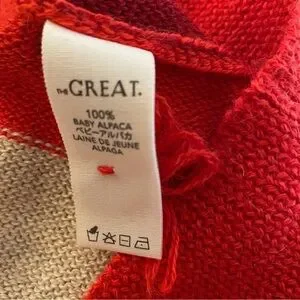 THE GREAT.
100%
BABY ALPACA
ベビーアルパカ
LAINE DE JEUNE
ALPAGA